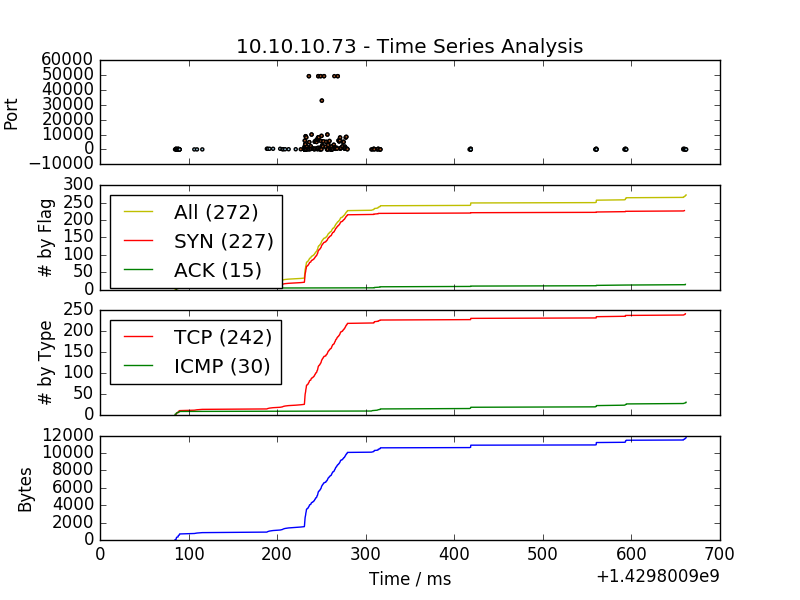 10.10.10.73 - Time Series Analysis
Port
60000
50000
40000
30000
20000
10000
0
−10000
# by Flag
300
250
200
150
100
50
0
All (272)
SYN (227)
ACK (15)
# by Type
250
200
150
100
50
0
TCP (242)
ICMP (30)
Bytes
12000
10000
8000
6000
4000
2000
0
0 100 200 300 400 500 600 700
Time / ms
+1.4298009e9